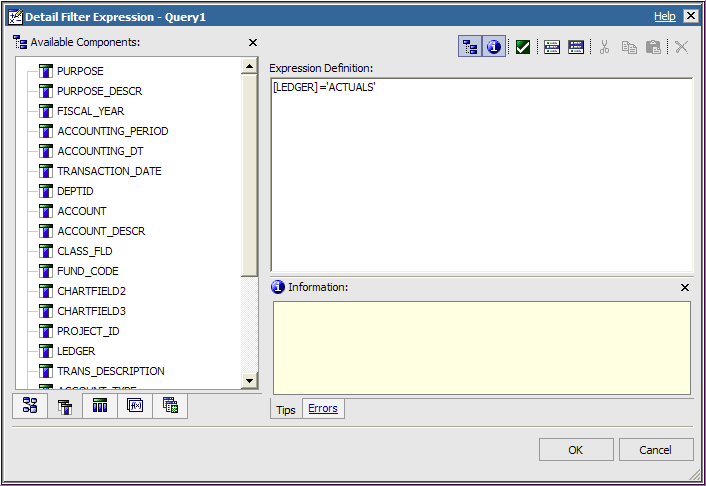 Detail Filter Expression - Query1
Help
Available Components:
PURPOSE
PURPOSE_DESCR
FISCAL_YEAR
ACCOUNTING_PERIOD
ACCOUNTING_DT
TRANSACTION_DATE
DEPTID
ACCOUNT
ACCOUNT_DESCR
CLASS_FLD
FUND_CODE
CHARTFIELD2
CHARTFIELD3
PROJECT_ID
LEDGER
TRANS_DESCRIPTION
ACCOUNT_TYPE
Expression Definition:
[LEDGER]='ACTUALS'
Information:
Tips
Errors
OK
Cancel